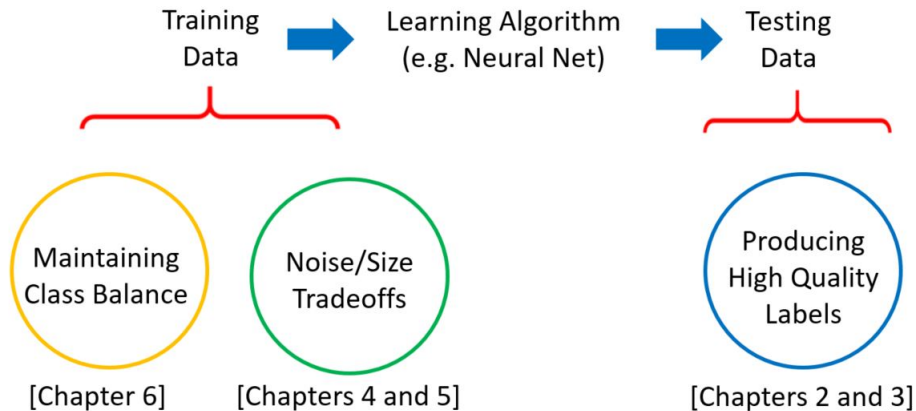 Training
Data
Learning Algorithm
(e.g. Neural Net)
Testing
Data
Maintaining
Class Balance
Noise/Size
Tradeoffs
Producing
High Quality
Labels
[Chapter 6]
[Chapters 4 and 5]
[Chapters 2 and 3]